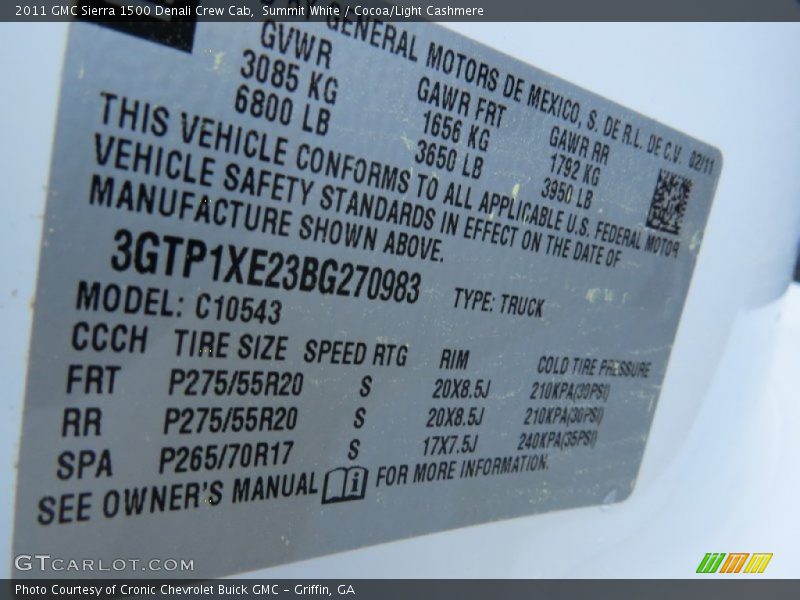 2011 GMC Sierra 1500 Denali Crew Cab, Summit White / Cocoa/Light Cashmere
BY GENERAL MOTORS DE MEXICO, S. DE R.L. DE C.V. 02/11
GVWR GAWR FRT GAWR RR
3085 KG 1656 KG 1792 KG
6800 LB 3650 LB 3950 LB
THIS VEHICLE CONFORMS TO ALL APPLICABLE U.S. FEDERAL MOTOR
VEHICLE SAFETY STANDARDS IN EFFECT ON THE DATE OF
MANUFACTURE SHOWN ABOVE.
3GTP1XE23BG270983 TYPE: TRUCK
MODEL: C10543
CCCH TIRE SIZE SPEED RTG RIM COLD TIRE PRESSURE
FRT P275/55R20 S 20X8.5J 210KPA(30PSI)
RR P275/55R20 S 20X8.5J 210KPA(30PSI)
SPA P265/70R17 S 17X7.5J 240KPA(35PSI)
SEE OWNER'S MANUAL i FOR MORE INFORMATION.
GTCARLOT.COM
Photo Courtesy of Cronic Chevrolet Buick GMC – Griffin, GA